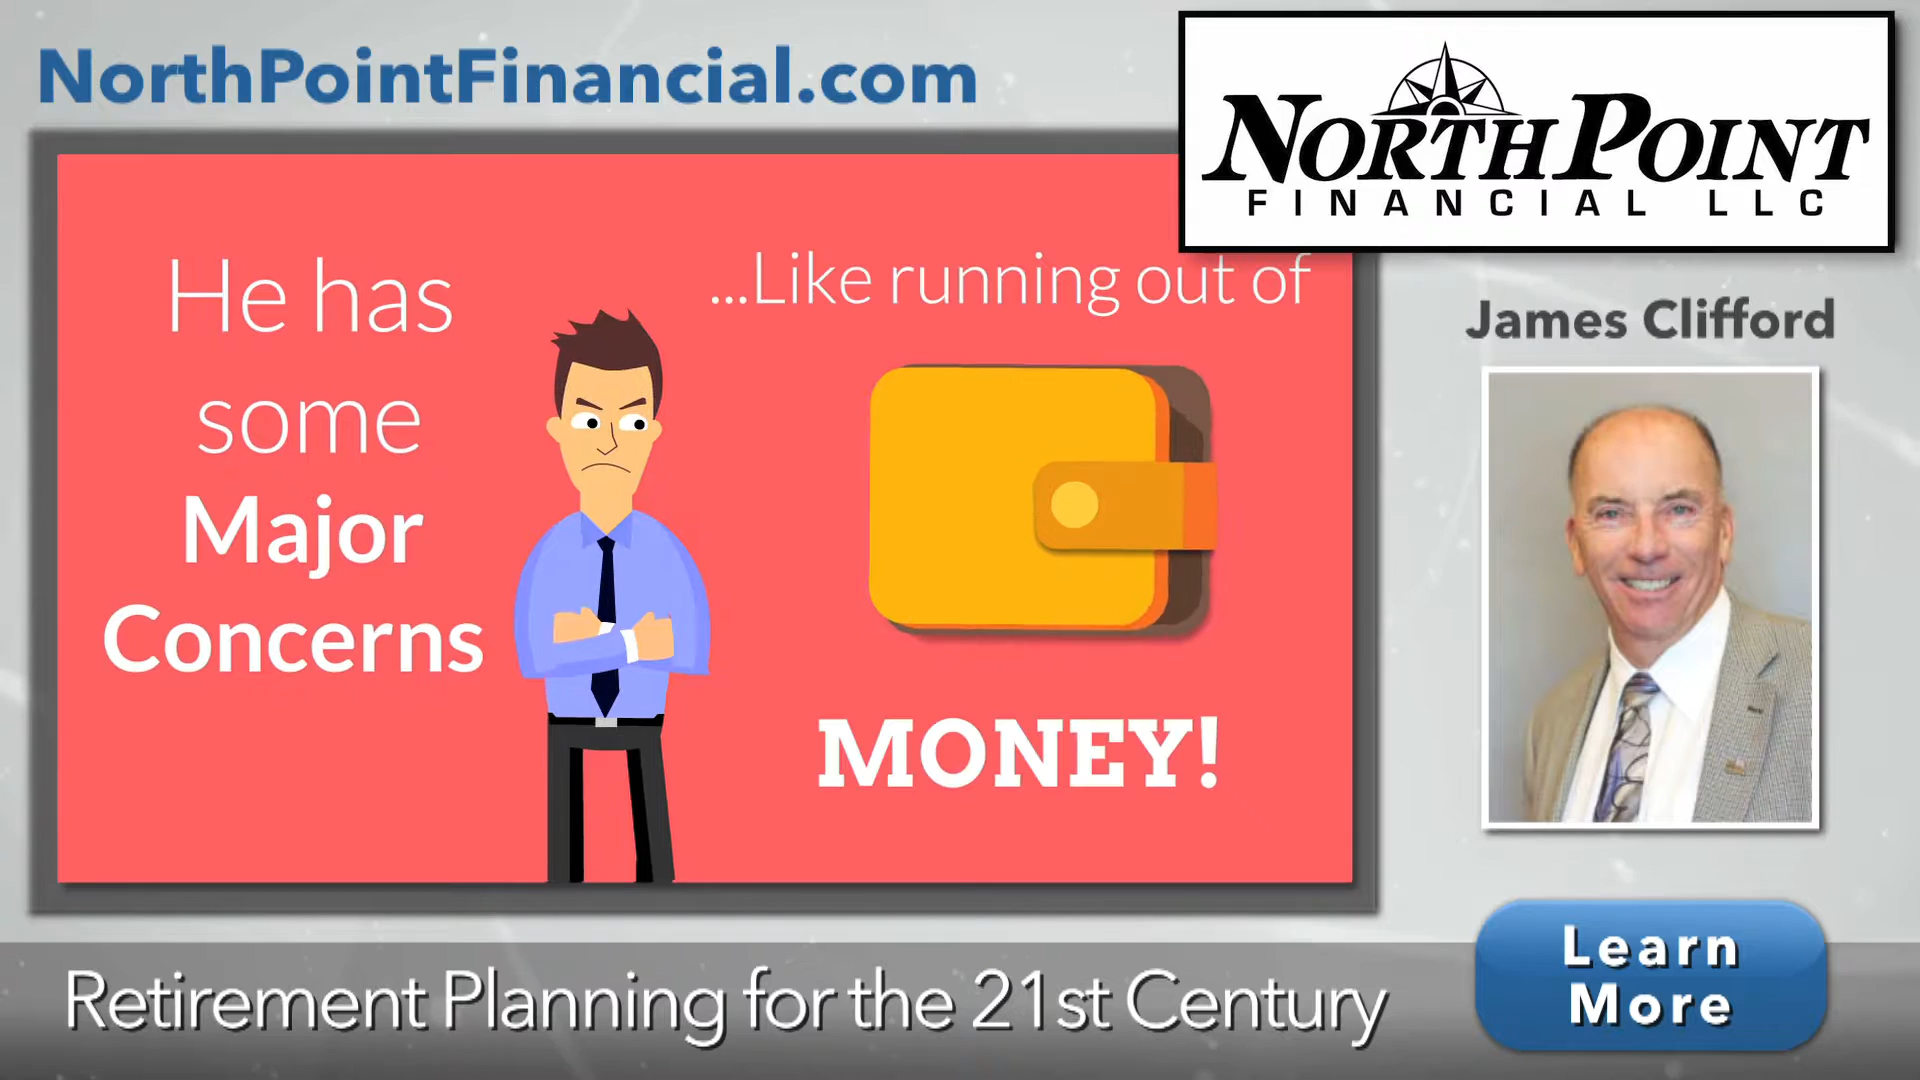 NorthPointFinancial.com
NORTHPOINT
FINANCIAL LLC
He has
some
Major
Concerns
...Like running out of
MONEY!
James Clifford
Learn
More
Retirement Planning for the 21st Century